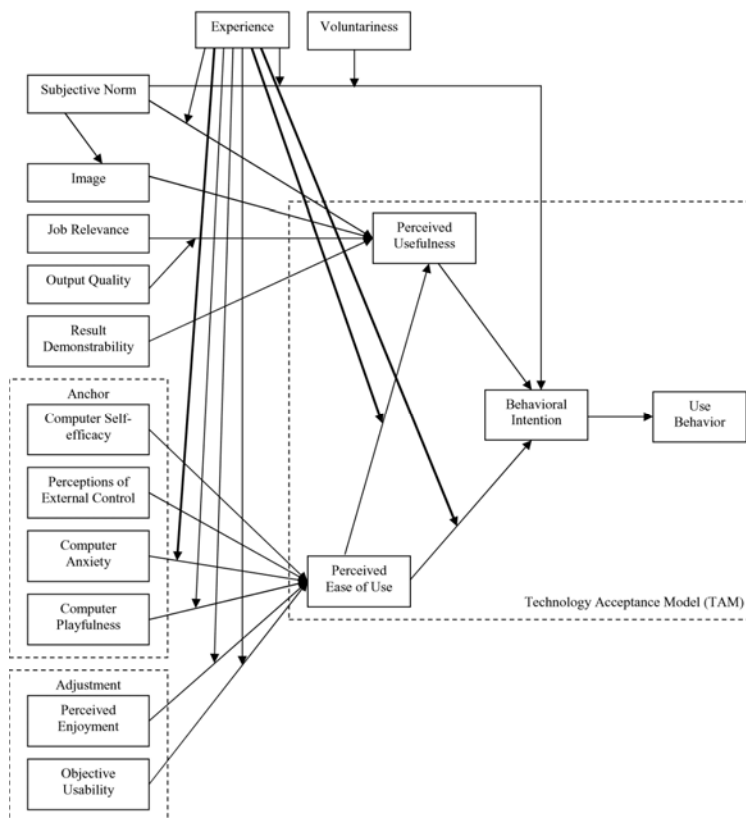 Experience
Voluntariness
Subjective Norm
Image
Job Relevance
Output Quality
Result
Demonstrability
Perceived
Usefulness
Anchor
Computer Self-
efficacy
Perceptions of
External Control
Computer
Anxiety
Computer
Playfulness
Behavioral
Intention
Use
Behavior
Perceived
Ease of Use
Technology Acceptance Model (TAM)
Adjustment
Perceived
Enjoyment
Objective
Usability